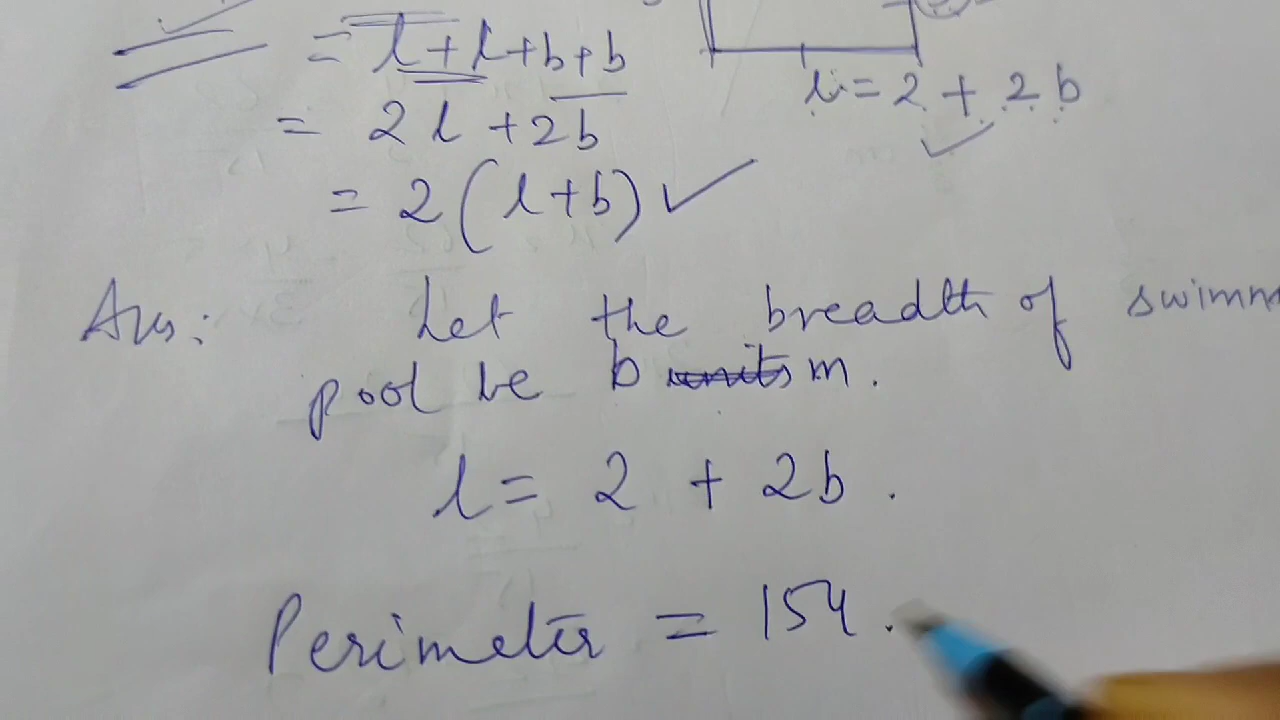 = l+l+b+b
= 2l+2b
= 2(l+b)
l = 2 + 2b
Ans: Let the breadth of swimm
pool be b units m.
l = 2 + 2b.
Perimeter = 154.